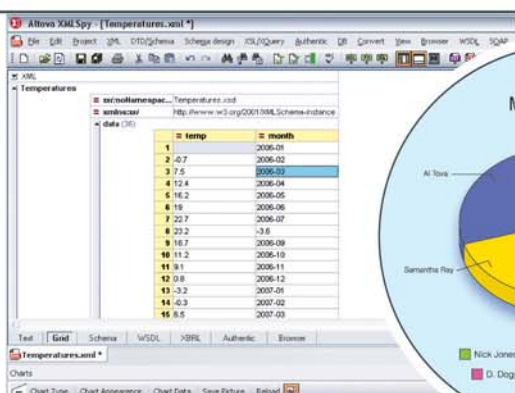 Altova XMLSpy - [Temperatures.xml *]
File Edit Project XML DTD/Schema Schema design XSL/XQuery Authentic DB Convert View Browser WSDL SOAP
XML
Temperatures
xsi:noNamespac... Temperatures.xsd
xmlns:xsi http://www.w3.org/2001/XMLSchema-instance
data (36)
temp month
1 2006-01
2 -0.7 2006-02
3 7.5 2006-03
4 12.4 2006-04
5 16.2 2006-05
6 19 2006-06
7 22.7 2006-07
8 23.2 -3.6
9 16.7 2006-09
10 11.2 2006-10
11 9.1 2006-11
12 0.8 2006-12
13 -3.2 2007-01
14 -0.3 2007-02
15 6.5 2007-03
Text Grid Schema WSDL XBRL Authentic Browser
Temperatures.xml *
Charts
Chart Type Chart Appearance Chart Data Save Picture Reload
M
Al Tova
Samantha Ray
Nick Jones
D. Dog